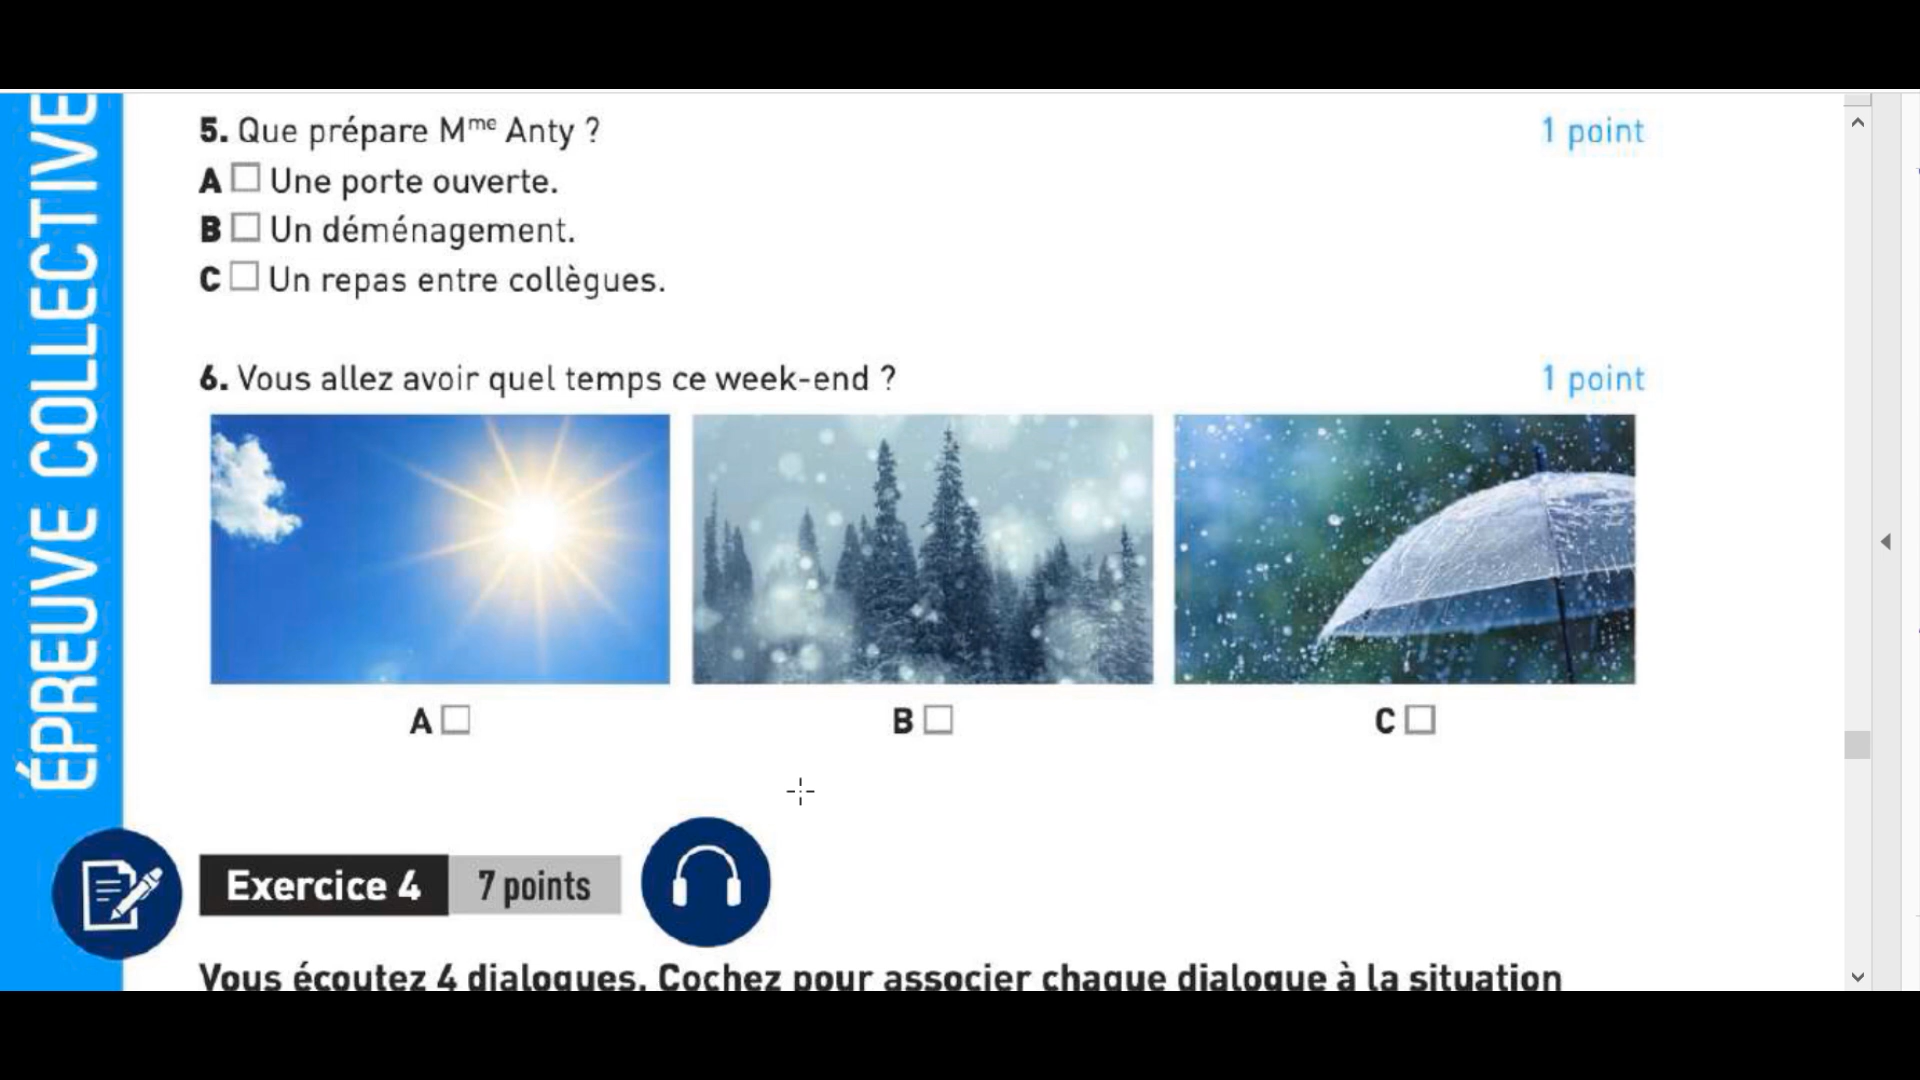 ÉPREUVE COLLECTIVE
5. Que prépare Mme Anty ?
1 point
A Une porte ouverte.
B Un déménagement.
C Un repas entre collègues.
6. Vous allez avoir quel temps ce week-end ?
1 point
A
B
C
Exercice 4
7 points
Vous écoutez 4 dialogues. Cochez pour associer chaque dialogue à la situation